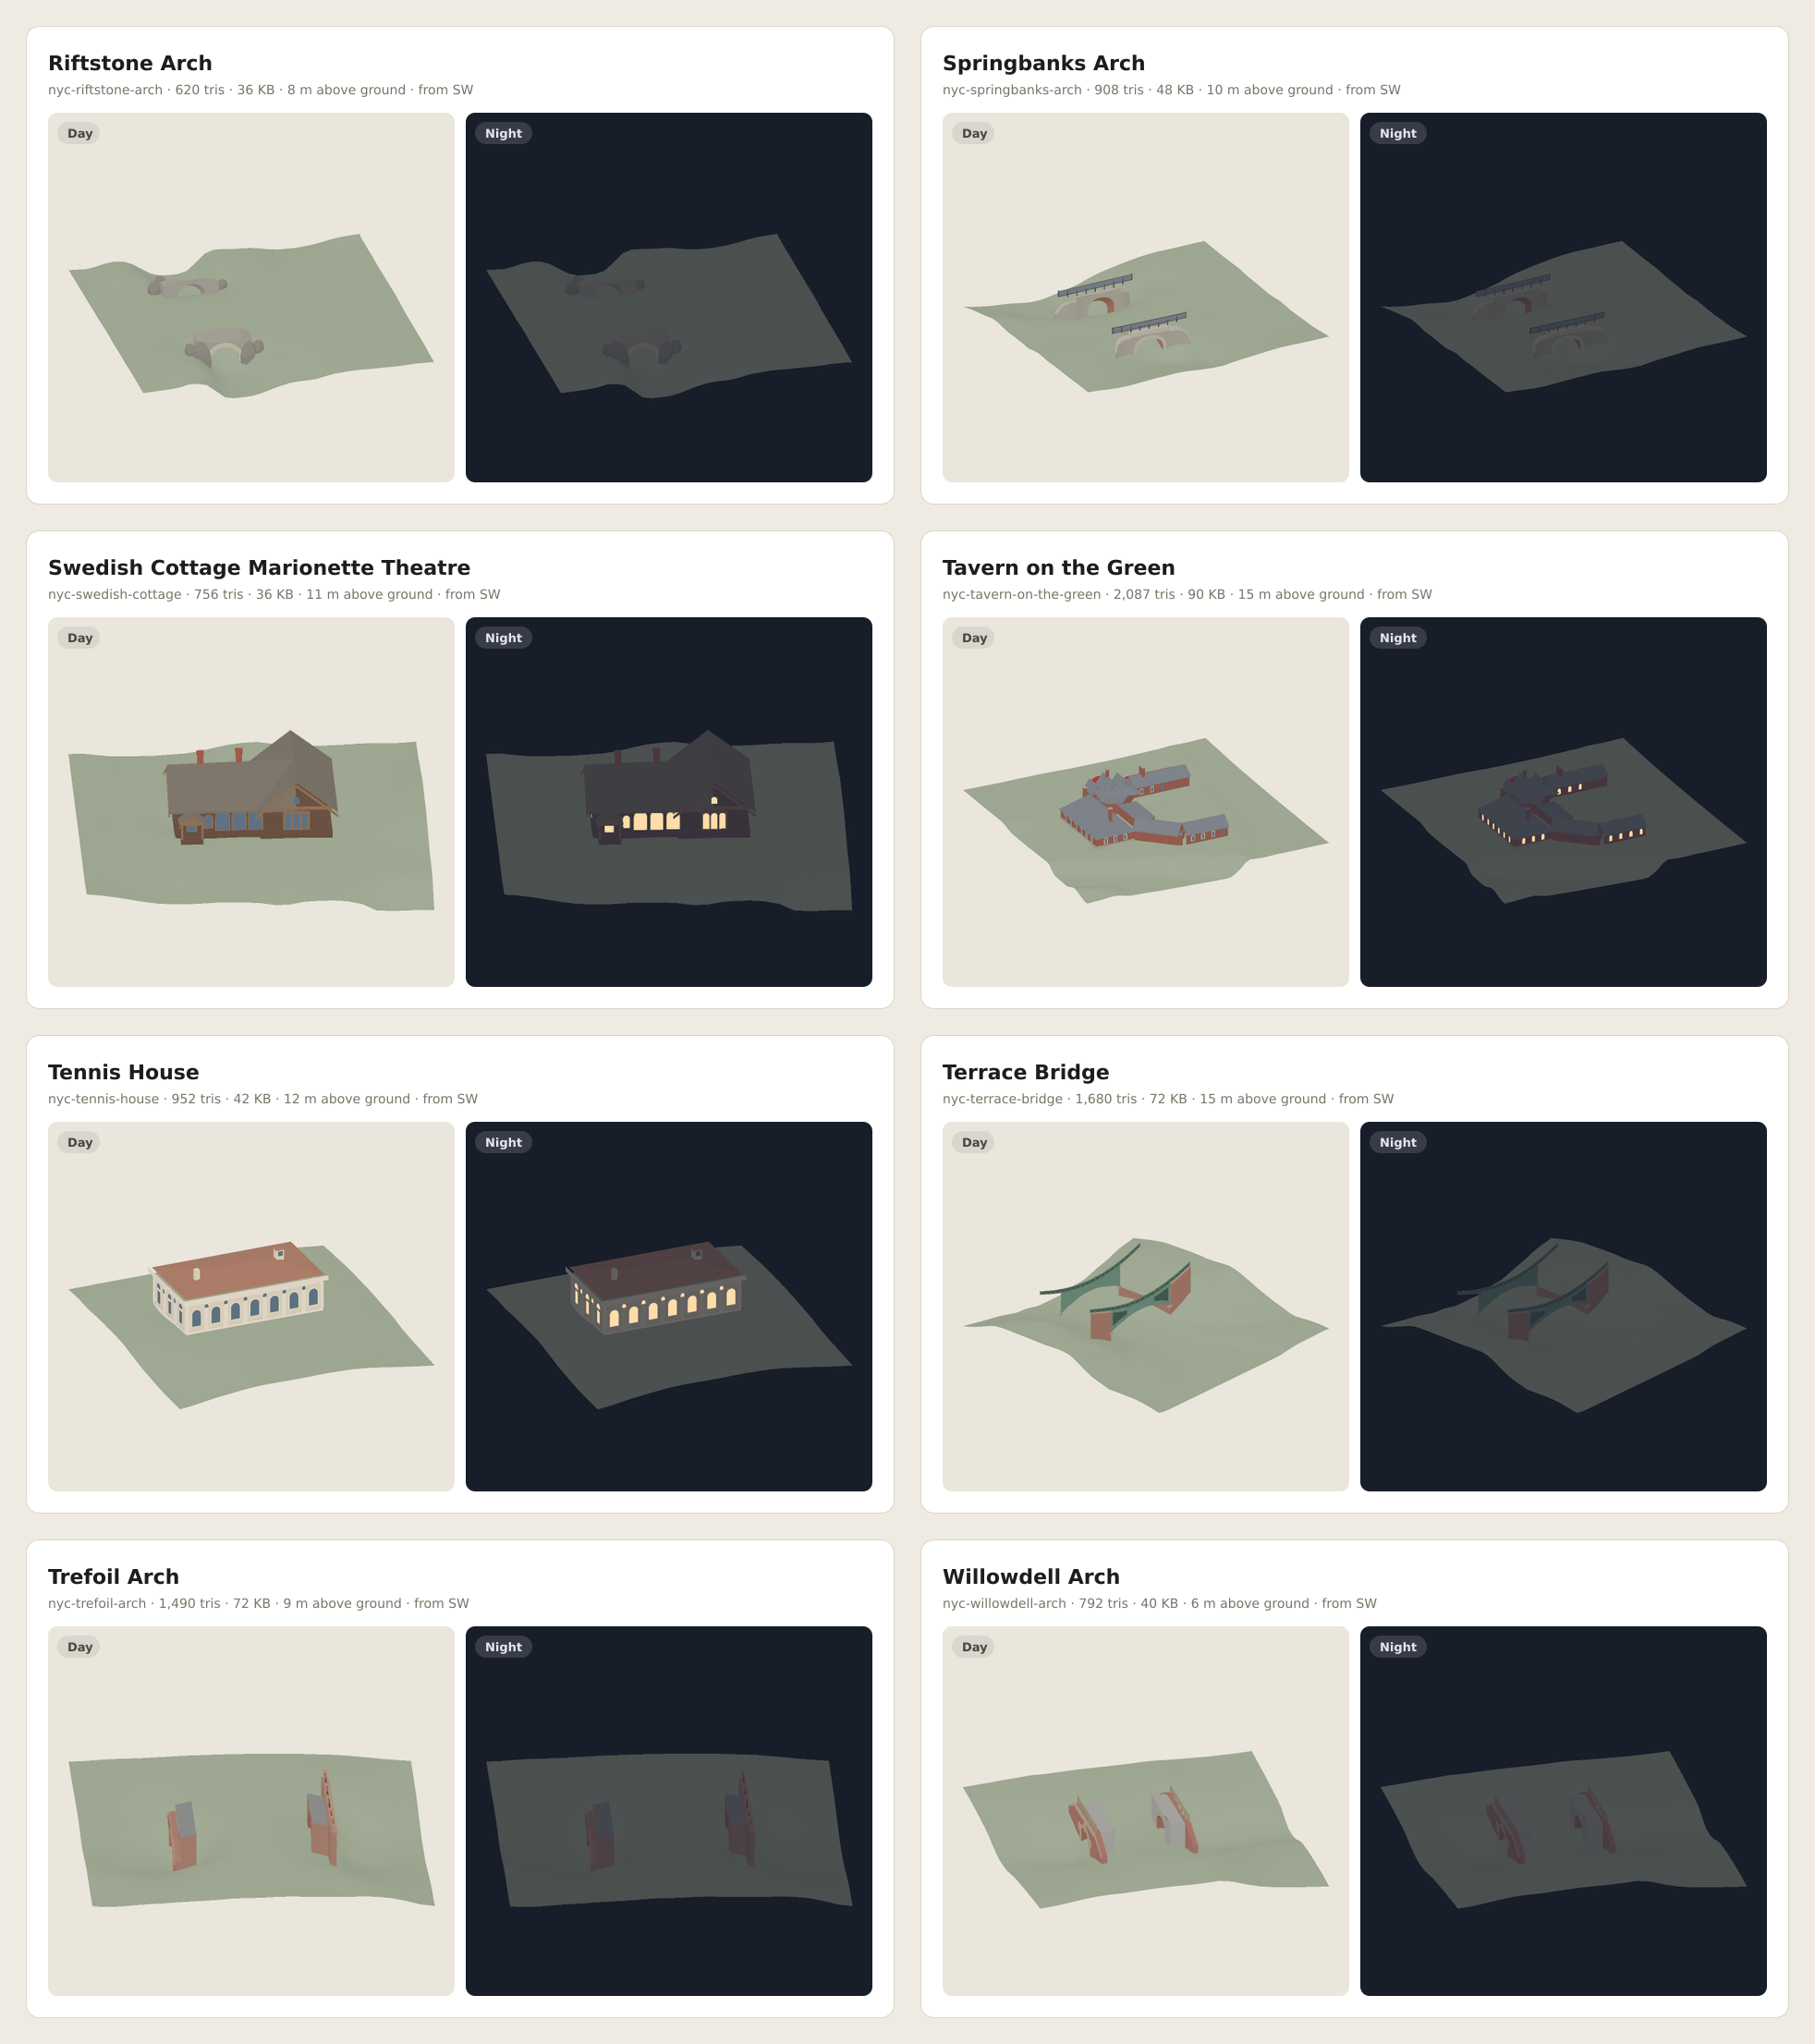 Riftstone Arch
nyc-riftstone-arch · 620 tris · 36 KB · 8 m above ground · from SW
Day
Night
Springbanks Arch
nyc-springbanks-arch · 908 tris · 48 KB · 10 m above ground · from SW
Day
Night
Swedish Cottage Marionette Theatre
nyc-swedish-cottage · 756 tris · 36 KB · 11 m above ground · from SW
Day
Night
Tavern on the Green
nyc-tavern-on-the-green · 2,087 tris · 90 KB · 15 m above ground · from SW
Day
Night
Tennis House
nyc-tennis-house · 952 tris · 42 KB · 12 m above ground · from SW
Day
Night
Terrace Bridge
nyc-terrace-bridge · 1,680 tris · 72 KB · 15 m above ground · from SW
Day
Night
Trefoil Arch
nyc-trefoil-arch · 1,490 tris · 72 KB · 9 m above ground · from SW
Day
Night
Willowdell Arch
nyc-willowdell-arch · 792 tris · 40 KB · 6 m above ground · from SW
Day
Night